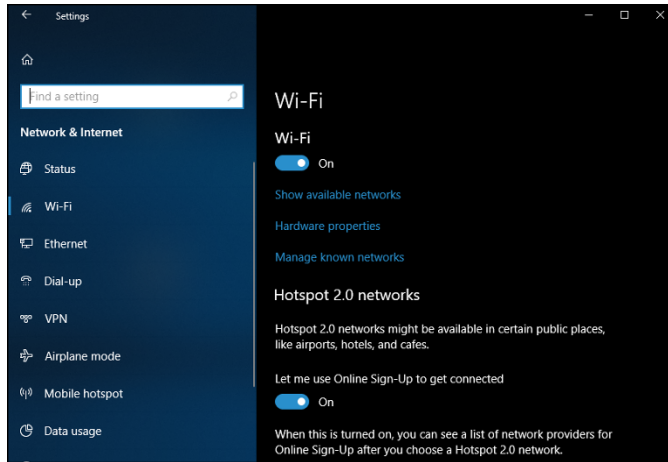 Settings
Find a setting
Network & Internet
Status
Wi-Fi
Ethernet
Dial-up
VPN
Airplane mode
Mobile hotspot
Data usage
Wi-Fi
Wi-Fi
On
Show available networks
Hardware properties
Manage known networks
Hotspot 2.0 networks
Hotspot 2.0 networks might be available in certain public places,
like airports, hotels, and cafes.
Let me use Online Sign-Up to get connected
On
When this is turned on, you can see a list of network providers for
Online Sign-Up after you choose a Hotspot 2.0 network.